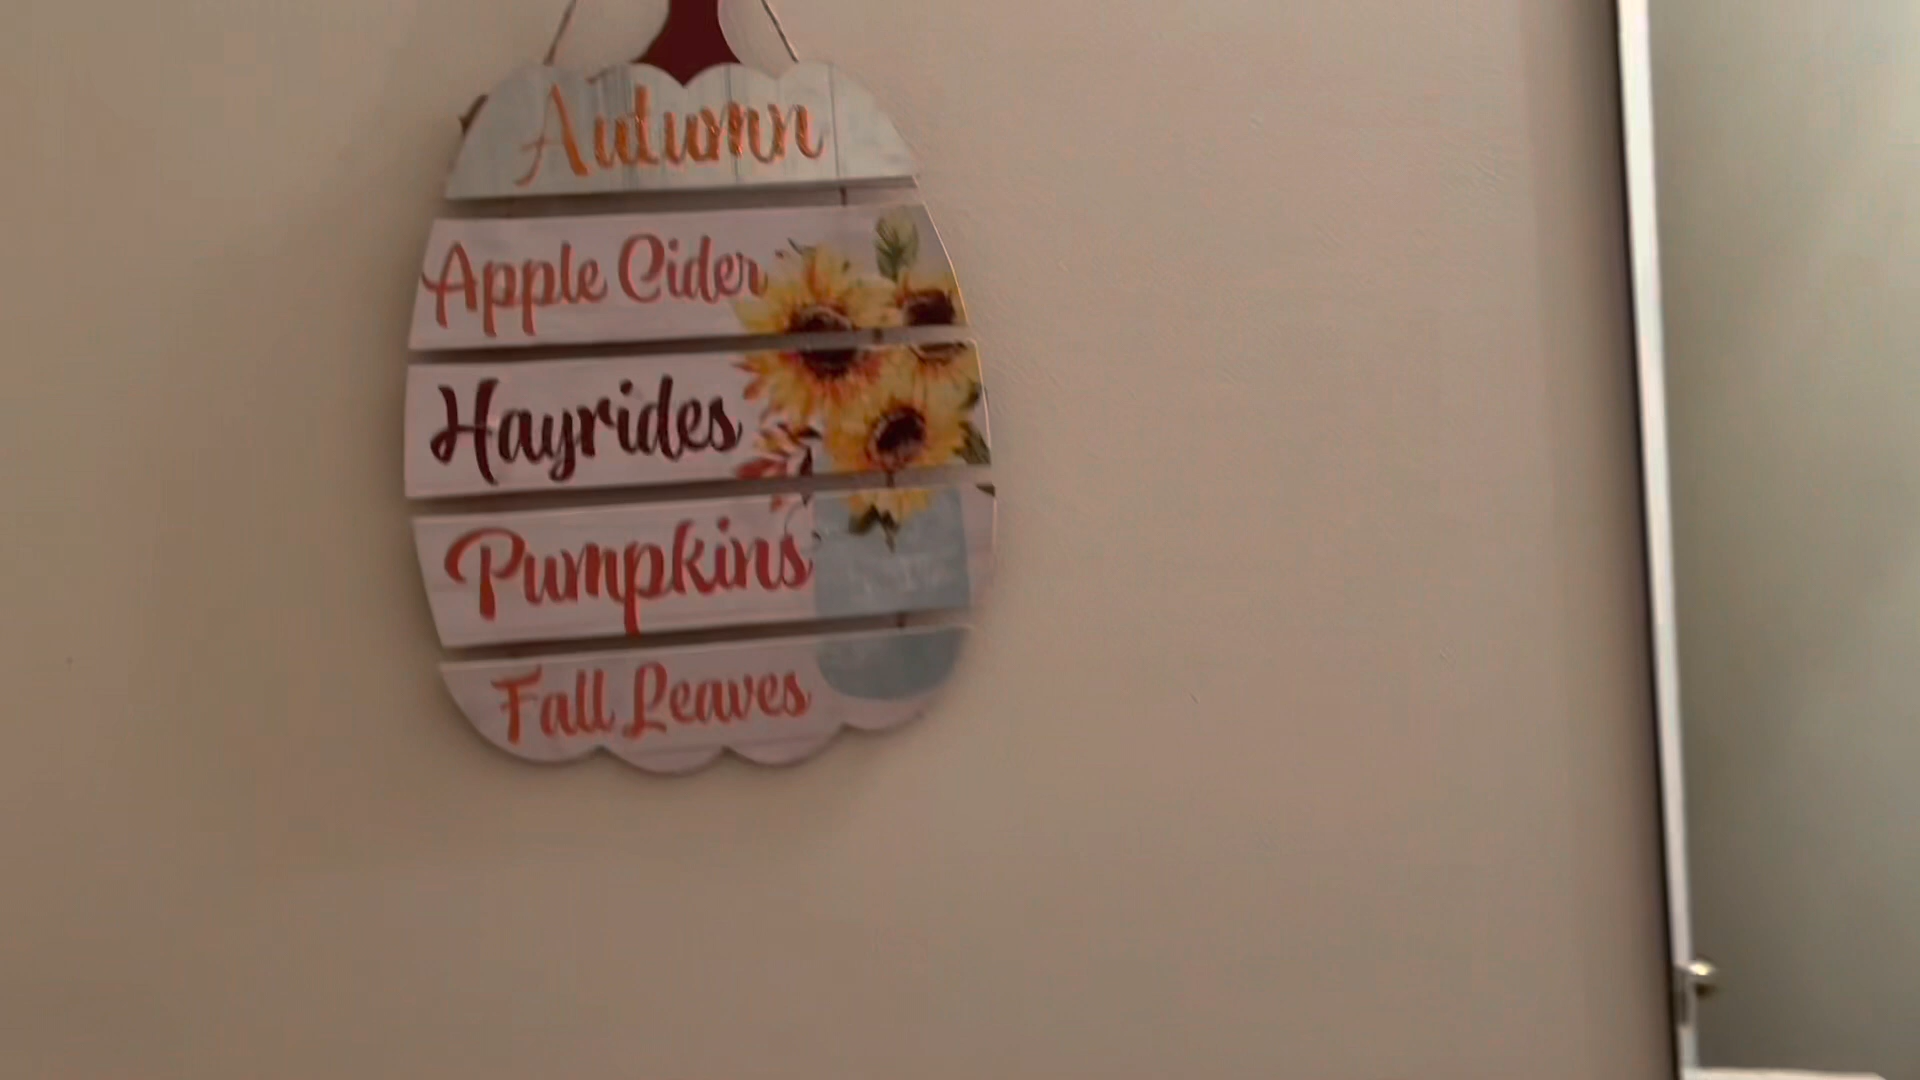 Autumn
Apple Cider
Hayrides
Pumpkins
Fall Leaves